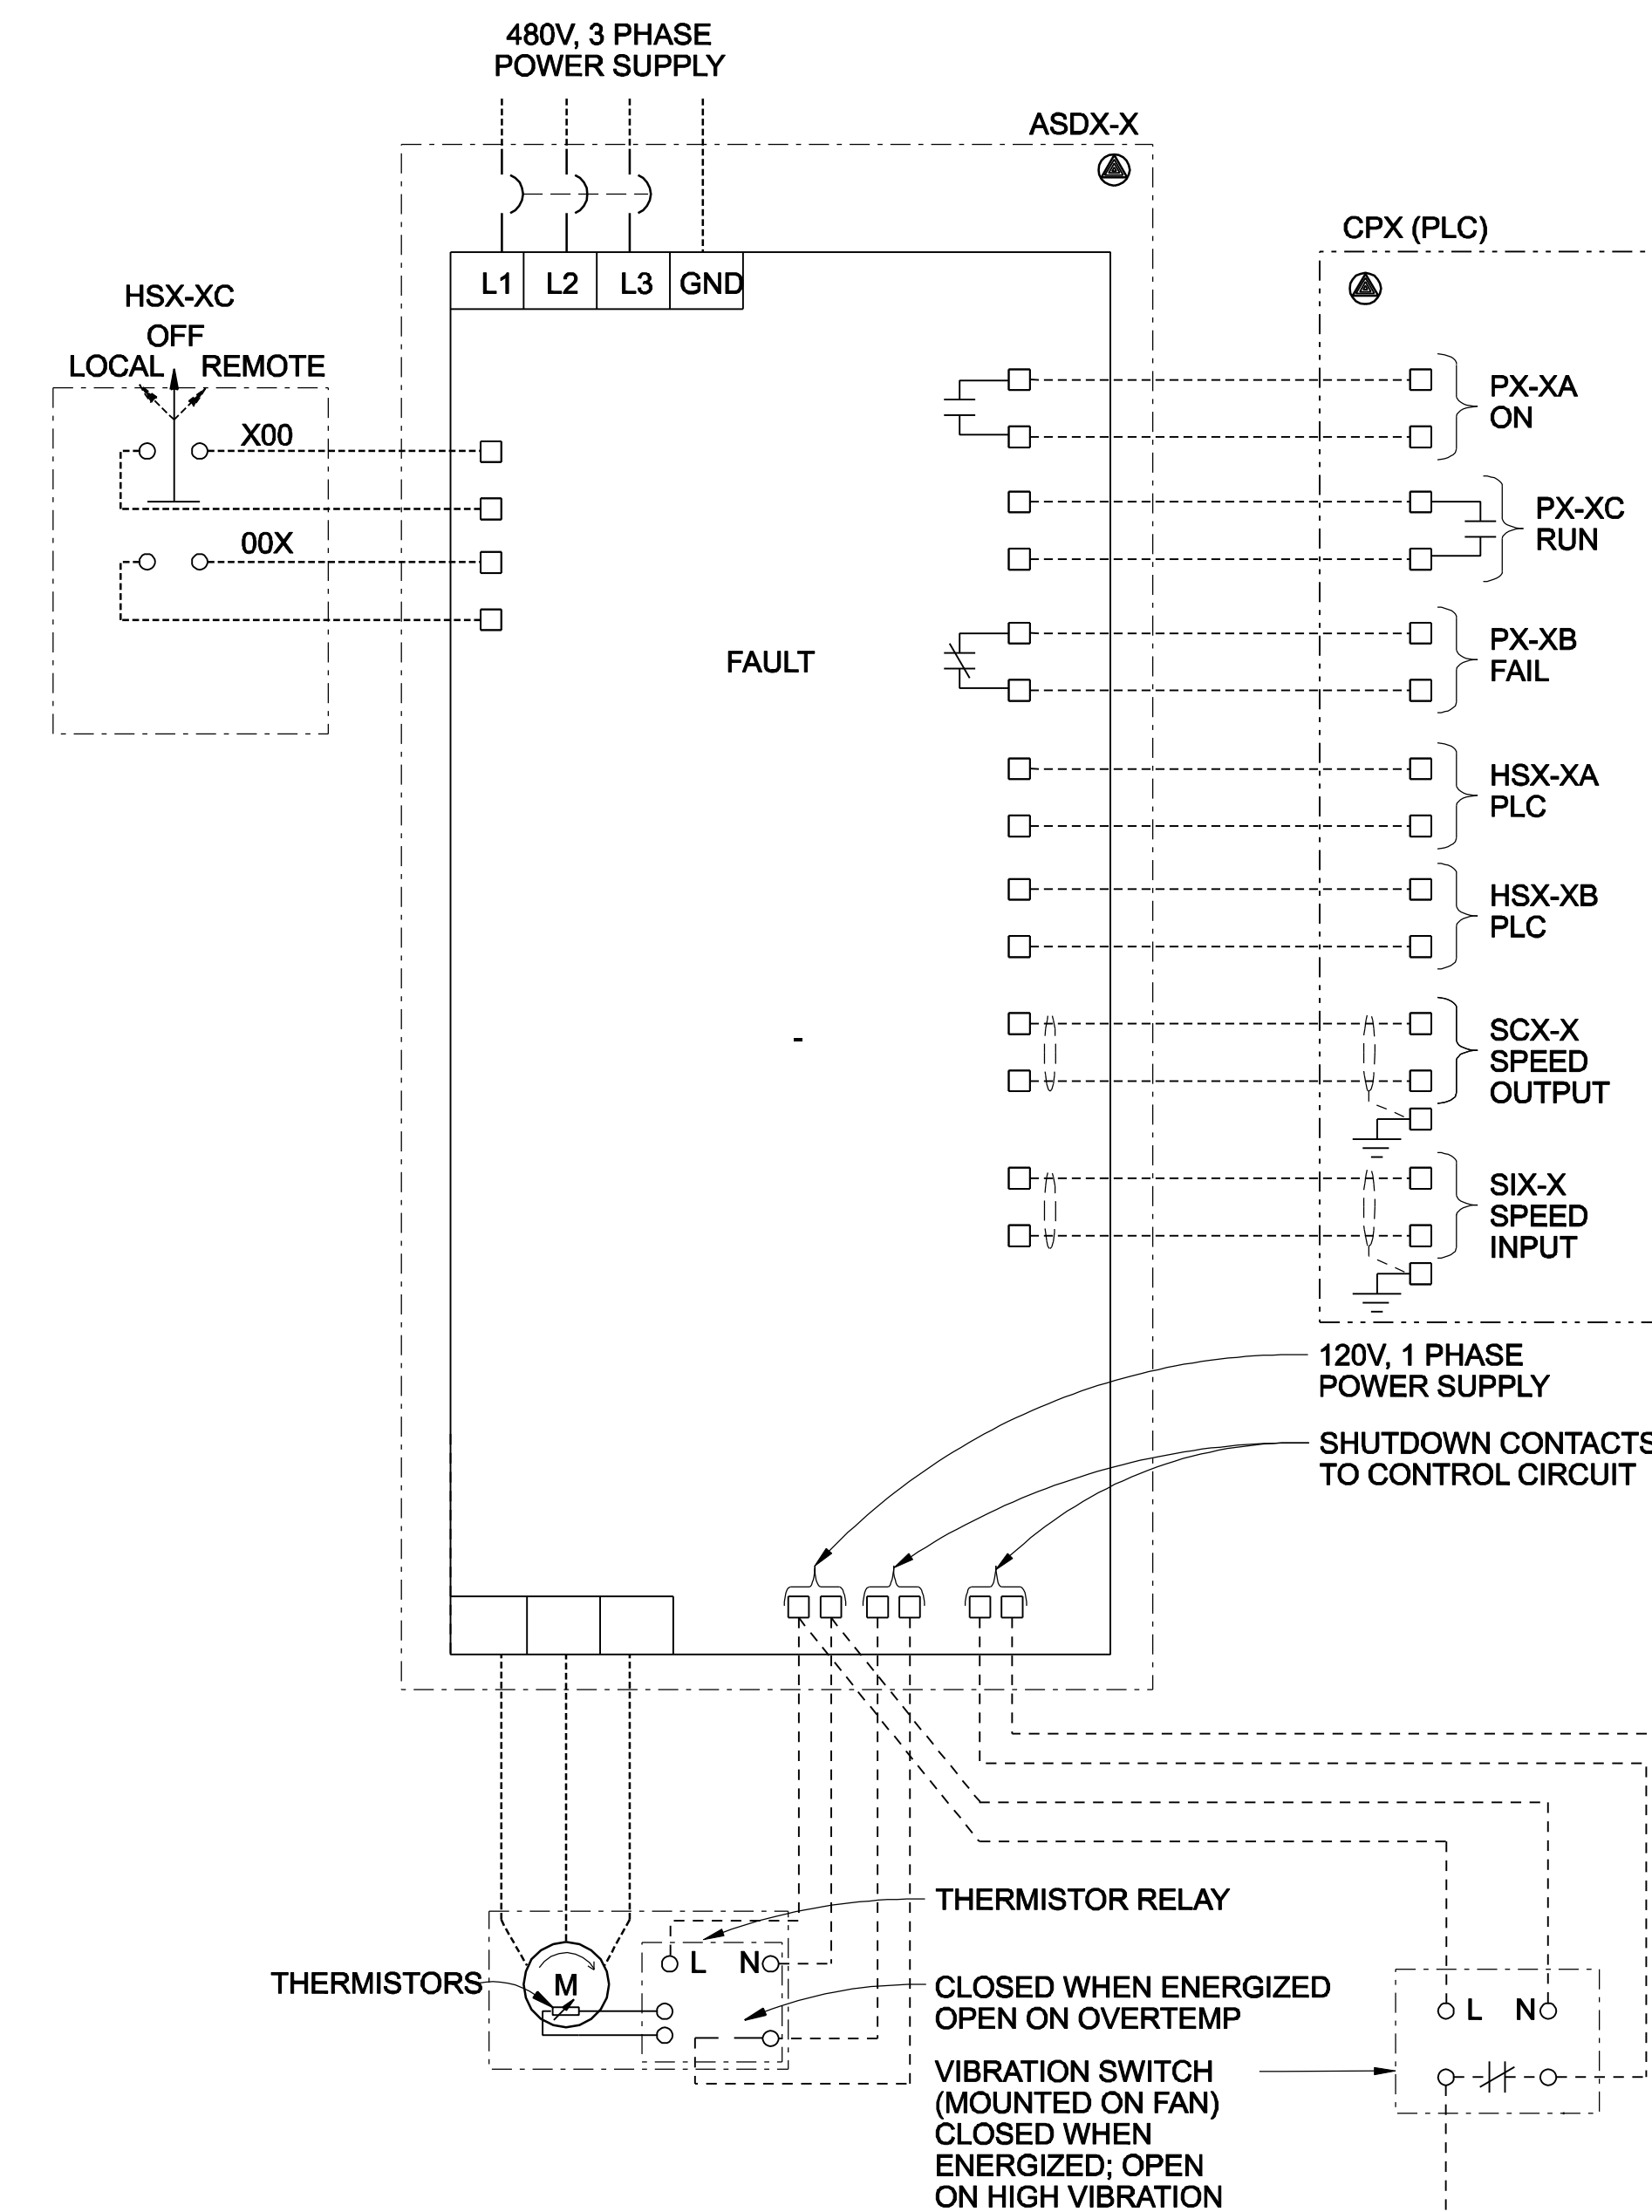 480V, 3 PHASE
POWER SUPPLY
ASDX-X
CPX (PLC)
L1
L2
L3
GND
HSX-XC
OFF
LOCAL
REMOTE
X00
00X
PX-XA
ON
PX-XC
RUN
FAULT
PX-XB
FAIL
HSX-XA
PLC
HSX-XB
PLC
-
SCX-X
SPEED
OUTPUT
SIX-X
SPEED
INPUT
120V, 1 PHASE
POWER SUPPLY
SHUTDOWN CONTACTS
TO CONTROL CIRCUIT
THERMISTOR RELAY
L N
THERMISTORS
M
CLOSED WHEN ENERGIZED
OPEN ON OVERTEMP
L N
VIBRATION SWITCH
(MOUNTED ON FAN)
CLOSED WHEN
ENERGIZED; OPEN
ON HIGH VIBRATION